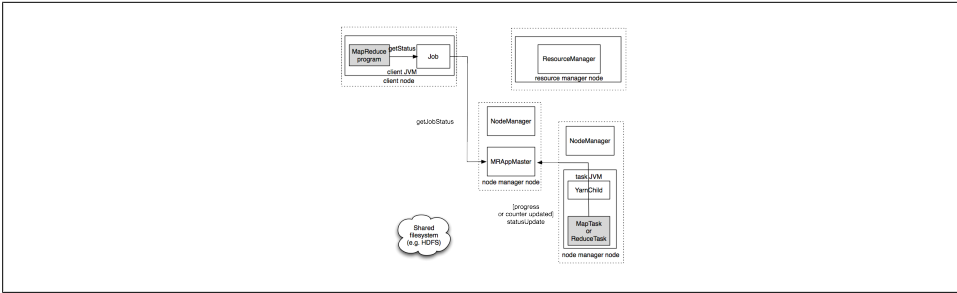 MapReduce
program
getStatus
Job
client JVM
client node
ResourceManager
resource manager node
getJobStatus
NodeManager
MRAppMaster
node manager node
NodeManager
task JVM
YarnChild
[progress
or counter updated]
statusUpdate
MapTask
or
ReduceTask
node manager node
Shared
filesystem
(e.g. HDFS)